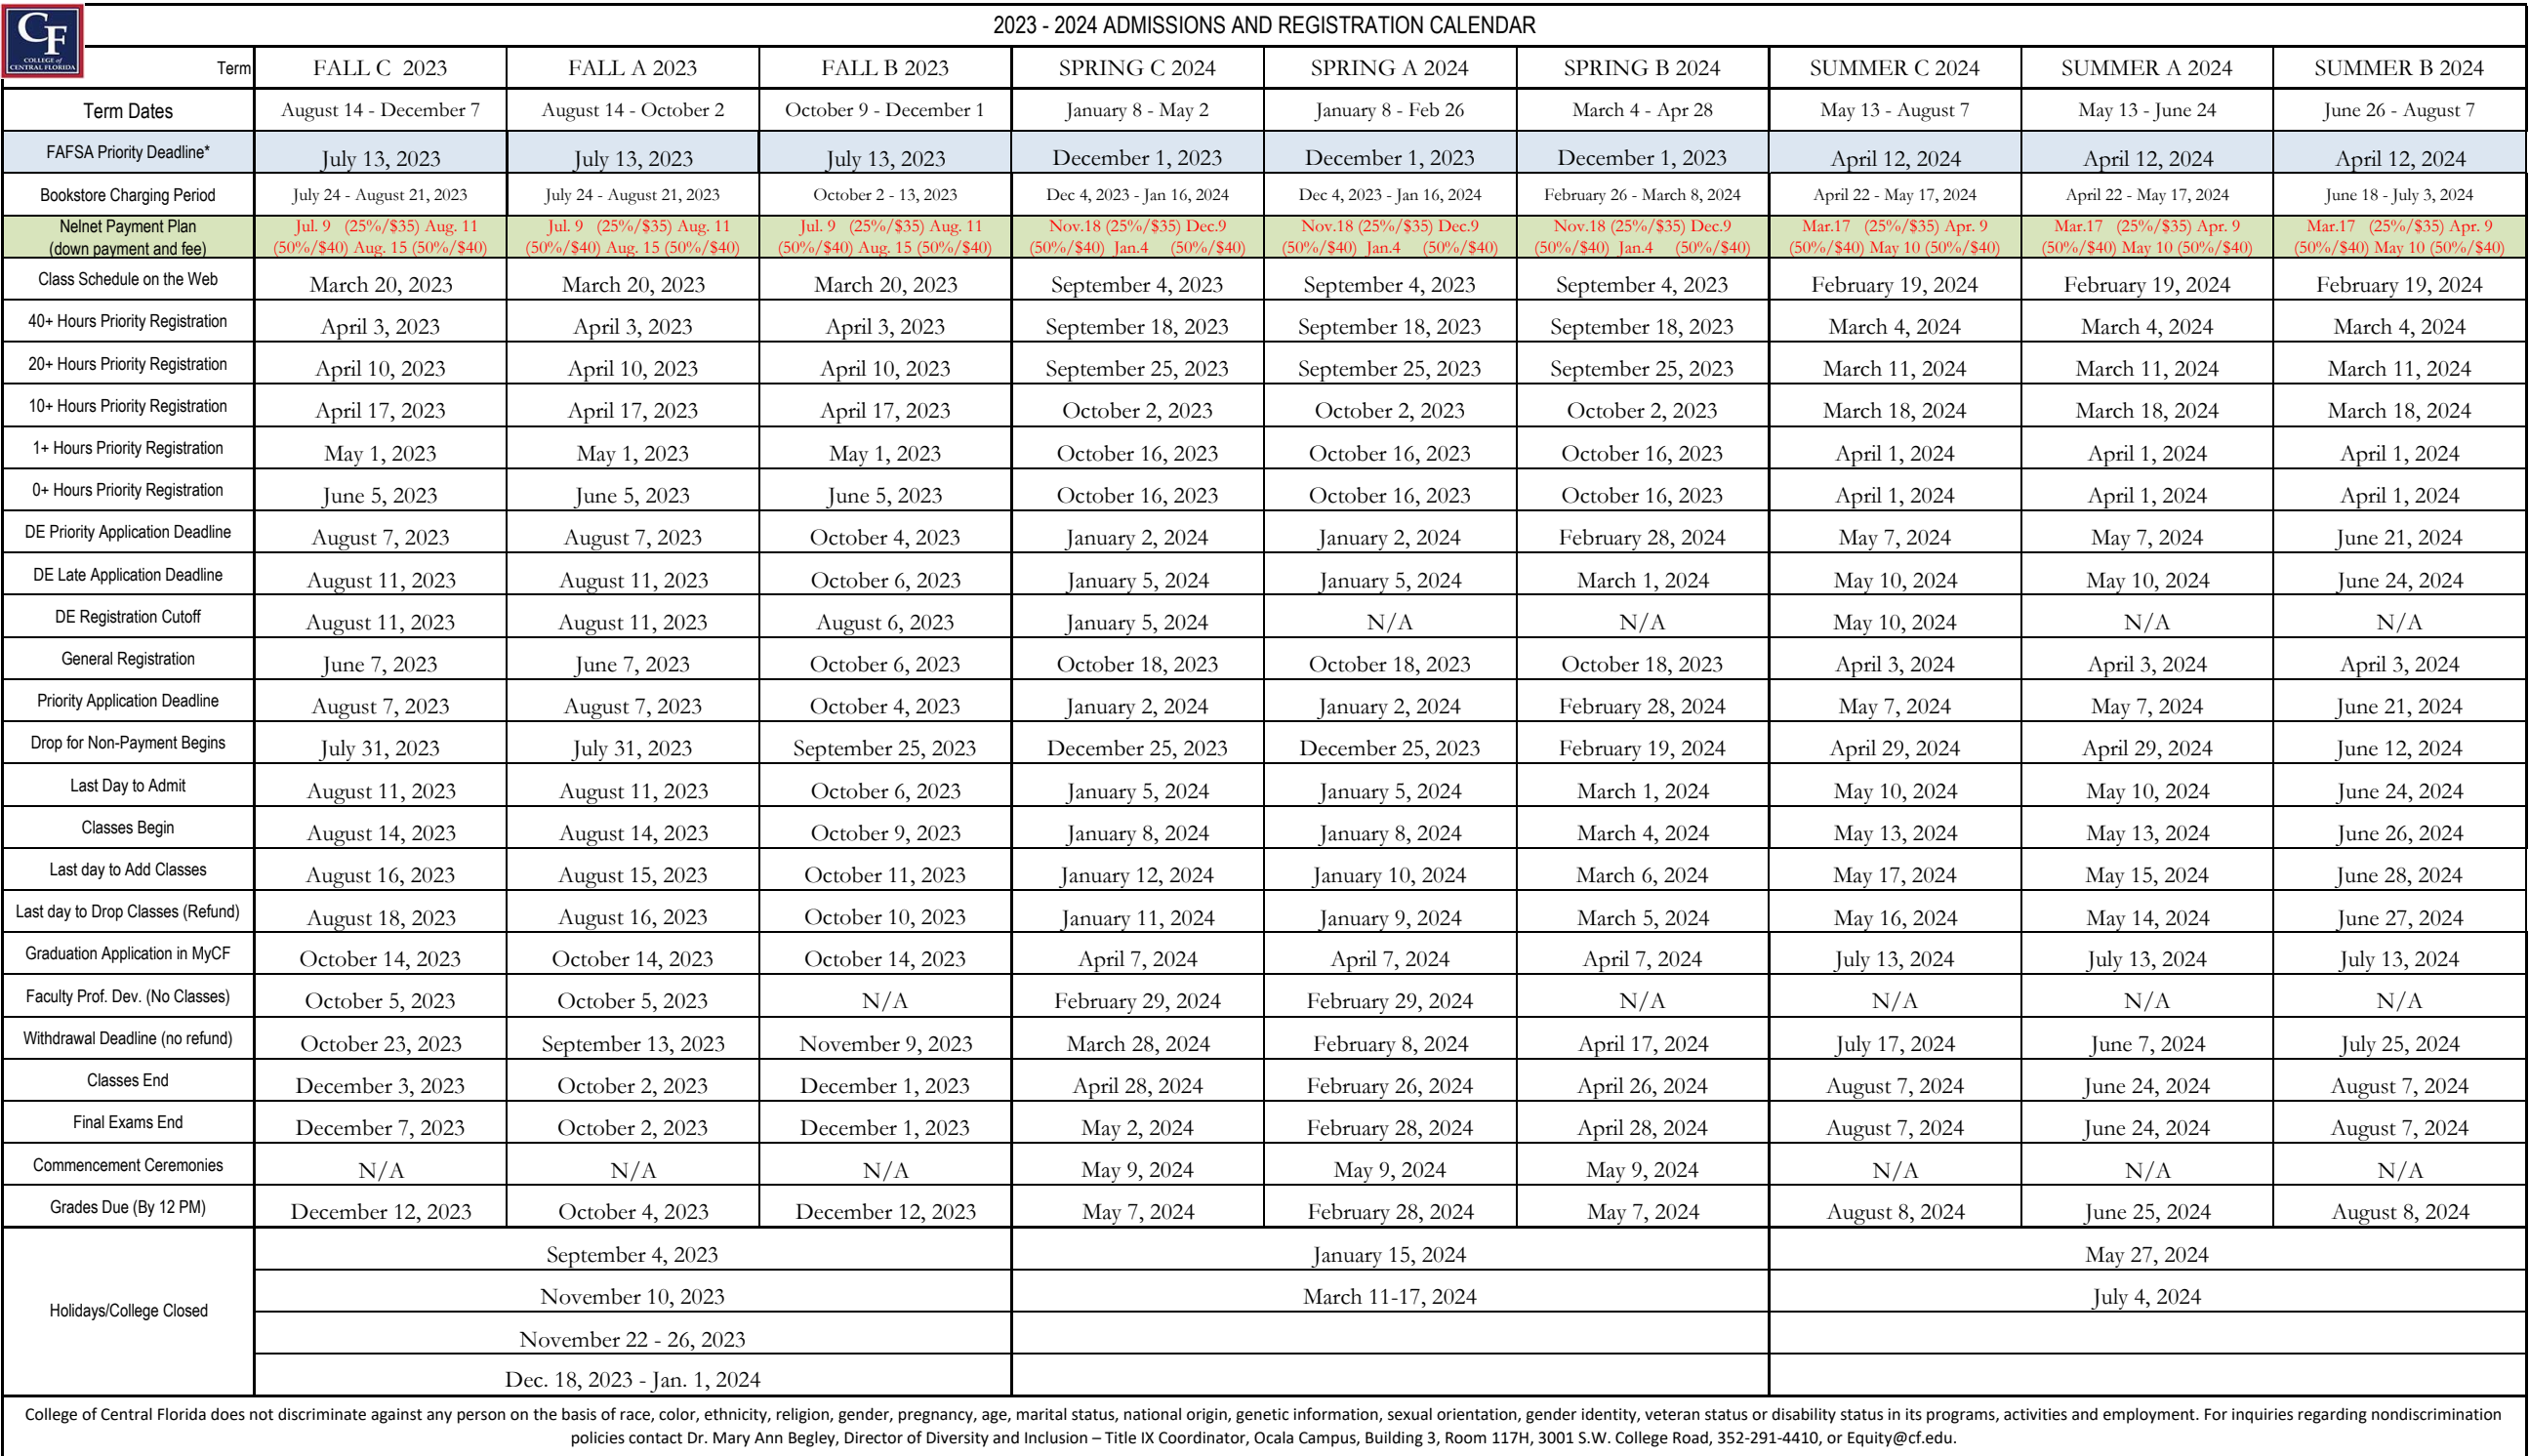 CF
COLLEGE of
CENTRAL FLORIDA
2023 - 2024 ADMISSIONS AND REGISTRATION CALENDAR
Term FALL C 2023 FALL A 2023 FALL B 2023 SPRING C 2024 SPRING A 2024 SPRING B 2024 SUMMER C 2024 SUMMER A 2024 SUMMER B 2024
Term Dates August 14 - December 7 August 14 - October 2 October 9 - December 1 January 8 - May 2 January 8 - Feb 26 March 4 - Apr 28 May 13 - August 7 May 13 - June 24 June 26 - August 7
FAFSA Priority Deadline* July 13, 2023 July 13, 2023 July 13, 2023 December 1, 2023 December 1, 2023 December 1, 2023 April 12, 2024 April 12, 2024 April 12, 2024
Bookstore Charging Period July 24 - August 21, 2023 July 24 - August 21, 2023 October 2 - 13, 2023 Dec 4, 2023 - Jan 16, 2024 Dec 4, 2023 - Jan 16, 2024 February 26 - March 8, 2024 April 22 - May 17, 2024 April 22 - May 17, 2024 June 18 - July 3, 2024
Nelnet Payment Plan Jul. 9 (25%/$35) Aug. 11 Jul. 9 (25%/$35) Aug. 11 Jul. 9 (25%/$35) Aug. 11 Nov.18 (25%/$35) Dec.9 Nov.18 (25%/$35) Dec.9 Nov.18 (25%/$35) Dec.9 Mar.17 (25%/$35) Apr. 9 Mar.17 (25%/$35) Apr. 9 Mar.17 (25%/$35) Apr. 9
(down payment and fee) (50%/$40) Aug. 15 (50%/$40) (50%/$40) Aug. 15 (50%/$40) (50%/$40) Aug. 15 (50%/$40) (50%/$40) Jan.4 (50%/$40) (50%/$40) Jan.4 (50%/$40) (50%/$40) Jan.4 (50%/$40) (50%/$40) May 10 (50%/$40) (50%/$40) May 10 (50%/$40) (50%/$40) May 10 (50%/$40)
Class Schedule on the Web March 20, 2023 March 20, 2023 March 20, 2023 September 4, 2023 September 4, 2023 September 4, 2023 February 19, 2024 February 19, 2024 February 19, 2024
40+ Hours Priority Registration April 3, 2023 April 3, 2023 April 3, 2023 September 18, 2023 September 18, 2023 September 18, 2023 March 4, 2024 March 4, 2024 March 4, 2024
20+ Hours Priority Registration April 10, 2023 April 10, 2023 April 10, 2023 September 25, 2023 September 25, 2023 September 25, 2023 March 11, 2024 March 11, 2024 March 11, 2024
10+ Hours Priority Registration April 17, 2023 April 17, 2023 April 17, 2023 October 2, 2023 October 2, 2023 October 2, 2023 March 18, 2024 March 18, 2024 March 18, 2024
1+ Hours Priority Registration May 1, 2023 May 1, 2023 May 1, 2023 October 16, 2023 October 16, 2023 October 16, 2023 April 1, 2024 April 1, 2024 April 1, 2024
0+ Hours Priority Registration June 5, 2023 June 5, 2023 June 5, 2023 October 16, 2023 October 16, 2023 October 16, 2023 April 1, 2024 April 1, 2024 April 1, 2024
DE Priority Application Deadline August 7, 2023 August 7, 2023 October 4, 2023 January 2, 2024 January 2, 2024 February 28, 2024 May 7, 2024 May 7, 2024 June 21, 2024
DE Late Application Deadline August 11, 2023 August 11, 2023 October 6, 2023 January 5, 2024 January 5, 2024 March 1, 2024 May 10, 2024 May 10, 2024 June 24, 2024
DE Registration Cutoff August 11, 2023 August 11, 2023 August 6, 2023 January 5, 2024 N/A N/A May 10, 2024 N/A N/A
General Registration June 7, 2023 June 7, 2023 October 6, 2023 October 18, 2023 October 18, 2023 October 18, 2023 April 3, 2024 April 3, 2024 April 3, 2024
Priority Application Deadline August 7, 2023 August 7, 2023 October 4, 2023 January 2, 2024 January 2, 2024 February 28, 2024 May 7, 2024 May 7, 2024 June 21, 2024
Drop for Non-Payment Begins July 31, 2023 July 31, 2023 September 25, 2023 December 25, 2023 December 25, 2023 February 19, 2024 April 29, 2024 April 29, 2024 June 12, 2024
Last Day to Admit August 11, 2023 August 11, 2023 October 6, 2023 January 5, 2024 January 5, 2024 March 1, 2024 May 10, 2024 May 10, 2024 June 24, 2024
Classes Begin August 14, 2023 August 14, 2023 October 9, 2023 January 8, 2024 January 8, 2024 March 4, 2024 May 13, 2024 May 13, 2024 June 26, 2024
Last day to Add Classes August 16, 2023 August 15, 2023 October 11, 2023 January 12, 2024 January 10, 2024 March 6, 2024 May 17, 2024 May 15, 2024 June 28, 2024
Last day to Drop Classes (Refund) August 18, 2023 August 16, 2023 October 10, 2023 January 11, 2024 January 9, 2024 March 5, 2024 May 16, 2024 May 14, 2024 June 27, 2024
Graduation Application in MyCF October 14, 2023 October 14, 2023 October 14, 2023 April 7, 2024 April 7, 2024 April 7, 2024 July 13, 2024 July 13, 2024 July 13, 2024
Faculty Prof. Dev. (No Classes) October 5, 2023 October 5, 2023 N/A February 29, 2024 February 29, 2024 N/A N/A N/A N/A
Withdrawal Deadline (no refund) October 23, 2023 September 13, 2023 November 9, 2023 March 28, 2024 February 8, 2024 April 17, 2024 July 17, 2024 June 7, 2024 July 25, 2024
Classes End December 3, 2023 October 2, 2023 December 1, 2023 April 28, 2024 February 26, 2024 April 26, 2024 August 7, 2024 June 24, 2024 August 7, 2024
Final Exams End December 7, 2023 October 2, 2023 December 1, 2023 May 2, 2024 February 28, 2024 April 28, 2024 August 7, 2024 June 24, 2024 August 7, 2024
Commencement Ceremonies N/A N/A N/A May 9, 2024 May 9, 2024 May 9, 2024 N/A N/A N/A
Grades Due (By 12 PM) December 12, 2023 October 4, 2023 December 12, 2023 May 7, 2024 February 28, 2024 May 7, 2024 August 8, 2024 June 25, 2024 August 8, 2024
September 4, 2023 January 15, 2024 May 27, 2024
Holidays/College Closed November 10, 2023 March 11-17, 2024 July 4, 2024
November 22 - 26, 2023
Dec. 18, 2023 - Jan. 1, 2024
College of Central Florida does not discriminate against any person on the basis of race, color, ethnicity, religion, gender, pregnancy, age, marital status, national origin, genetic information, sexual orientation, gender identity, veteran status or disability status in its programs, activities and employment. For inquiries regarding nondiscrimination
policies contact Dr. Mary Ann Begley, Director of Diversity and Inclusion – Title IX Coordinator, Ocala Campus, Building 3, Room 117H, 3001 S.W. College Road, 352-291-4410, or Equity@cf.edu.